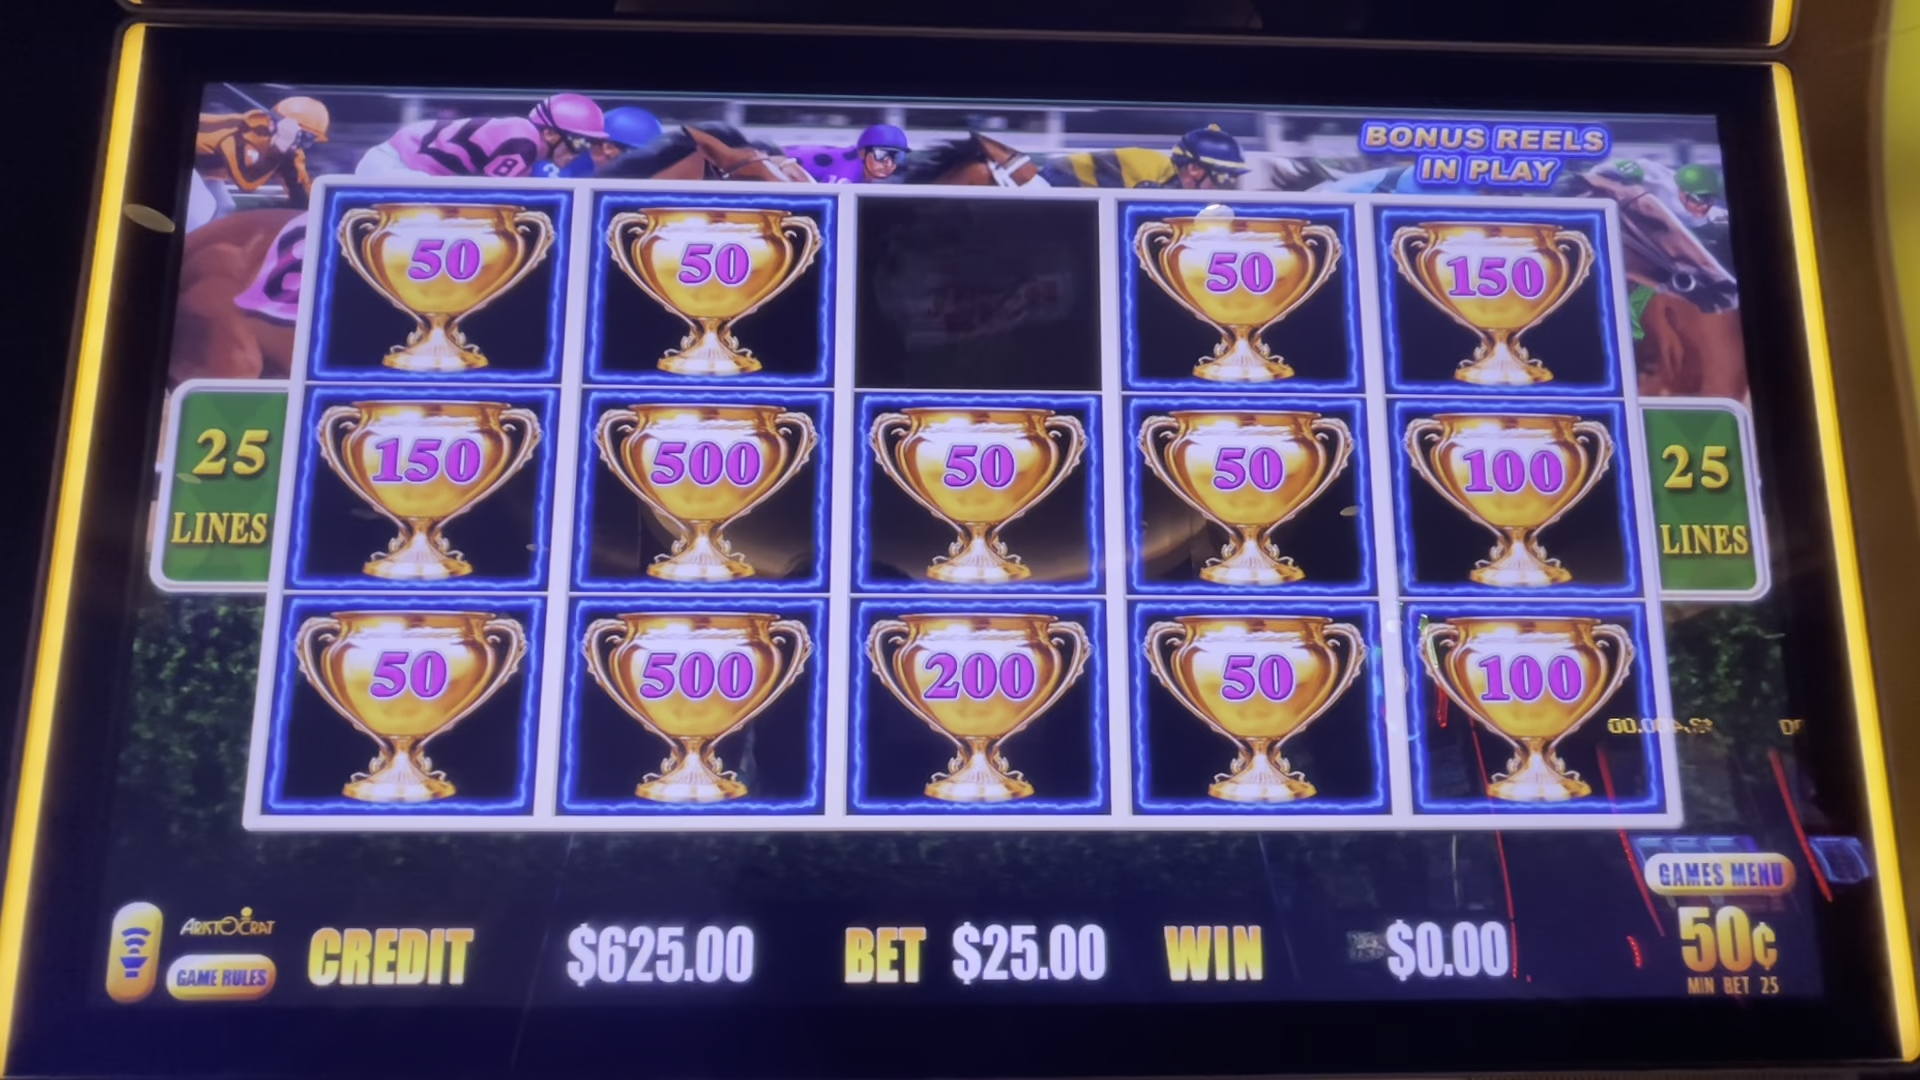 BONUS REELS
IN PLAY
8
50 50 50 150
25
LINES
150 500 50 50 100
25
LINES
50 500 200 50 100
ARISTOCRAT
GAME RULES
CREDIT $625.00 BET $25.00 WIN $0.00
GAMES MENU
50¢
MIN BET 25